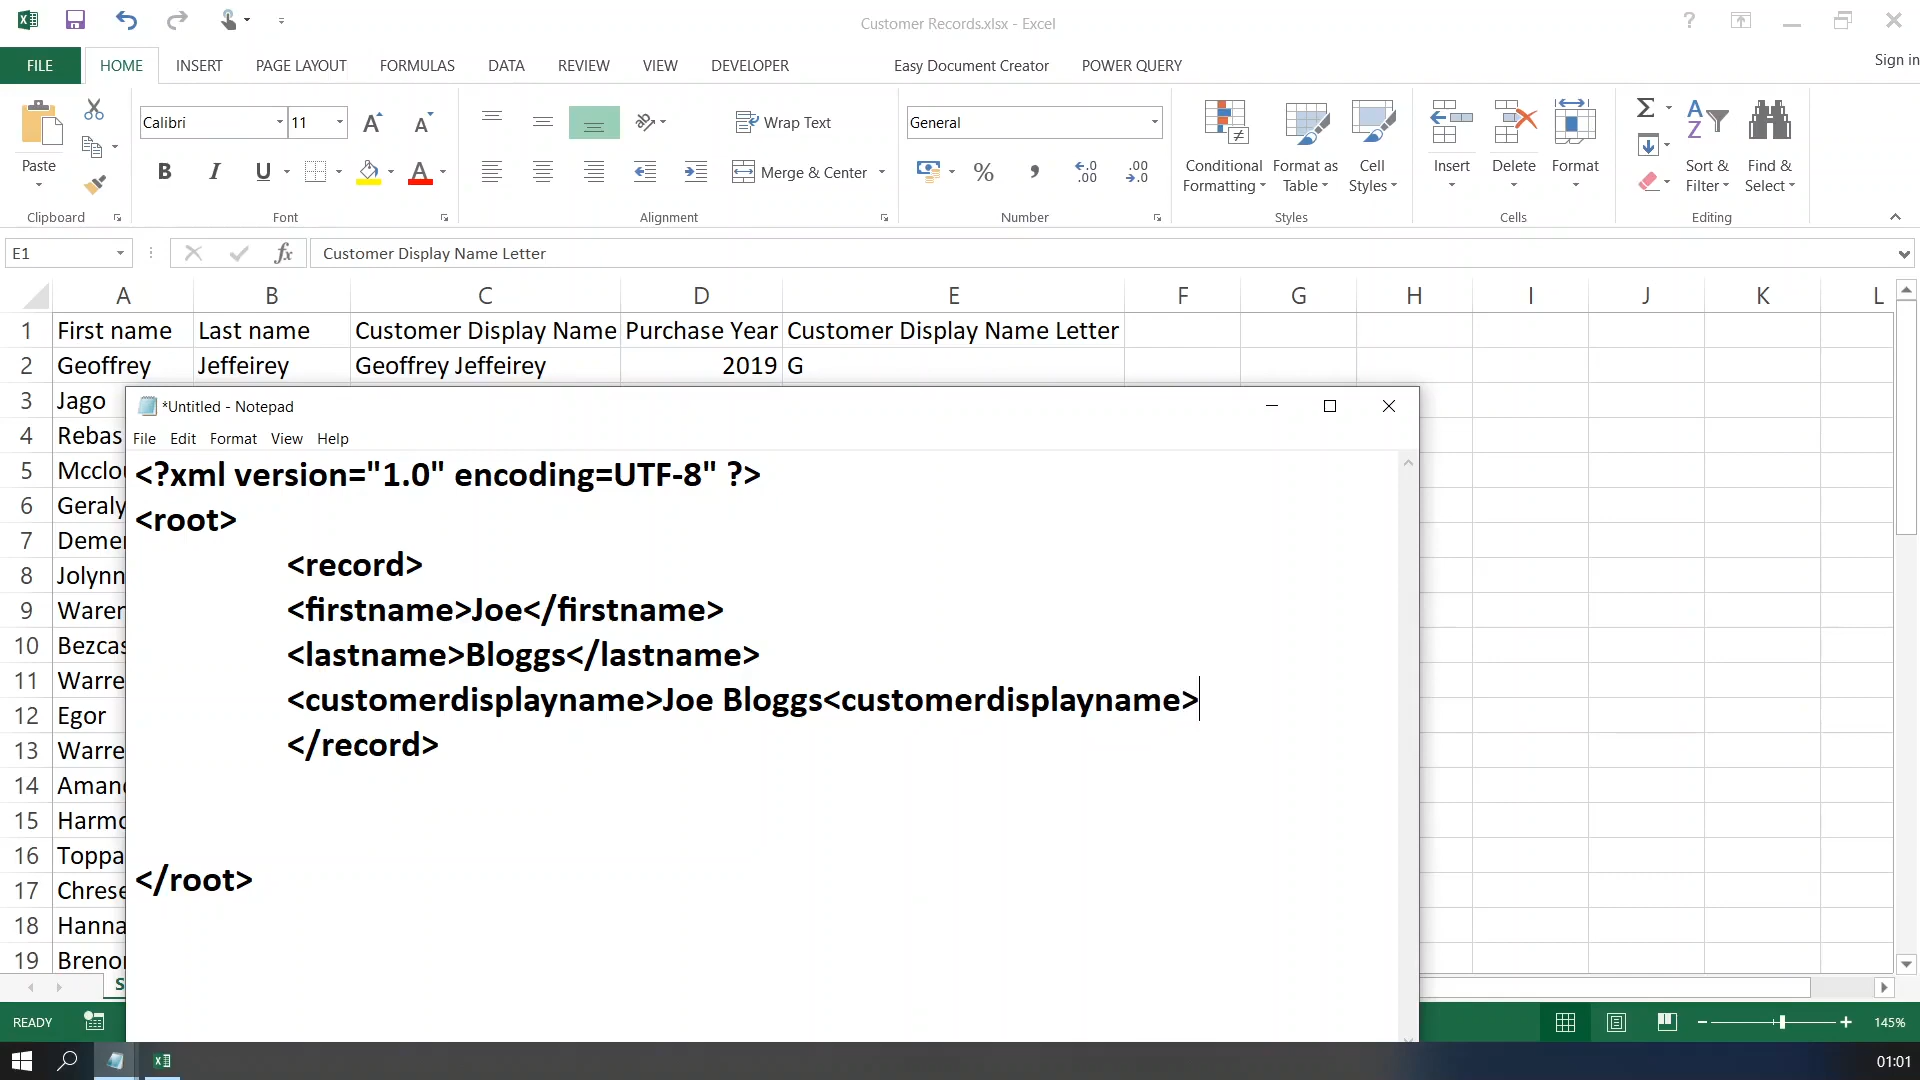 Customer Records.xlsx - Excel
?
FILE HOME INSERT PAGE LAYOUT FORMULAS DATA REVIEW VIEW DEVELOPER Easy Document Creator POWER QUERY Sign in
Paste
Clipboard
Calibri 11
B I U A
Font
Wrap Text
Merge & Center
Alignment
General
% ,
Number
Conditional Formatting
Format as Table
Cell Styles
Styles
Insert Delete Format
Cells
Sort & Filter
Find & Select
Editing
E1 fx Customer Display Name Letter
A B C D E F G H I J K L
1 First name Last name Customer Display Name Purchase Year Customer Display Name Letter
2 Geoffrey Jeffeirey Geoffrey Jeffeirey 2019 G
3 Jago
4 Rebas
5 Mcclou
6 Geraly
7 Demer
8 Jolynn
9 Waren
10 Bezcas
11 Warre
12 Egor
13 Warre
14 Amand
15 Harmo
16 Toppa
17 Chrese
18 Hanna
19 Brenor
*Untitled - Notepad
File Edit Format View Help
<?xml version="1.0" encoding=UTF-8" ?>
<root>
<record>
<firstname>Joe</firstname>
<lastname>Bloggs</lastname>
<customerdisplayname>Joe Bloggs<customerdisplayname>
</record>
</root>
S
READY
145%
01:01